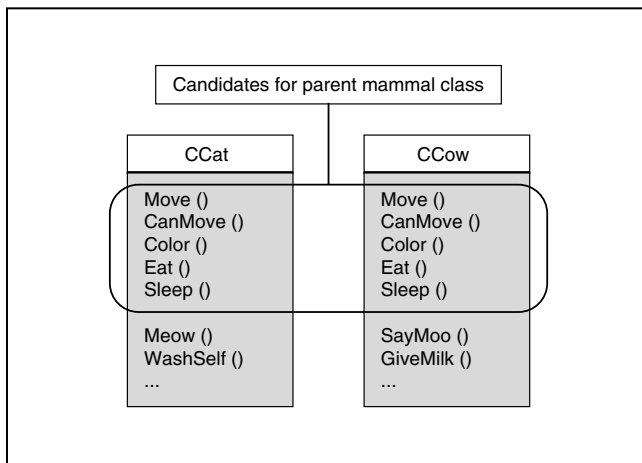 Candidates for parent mammal class
CCat
Move ()
CanMove ()
Color ()
Eat ()
Sleep ()
Meow ()
WashSelf ()
...
CCow
Move ()
CanMove ()
Color ()
Eat ()
Sleep ()
SayMoo ()
GiveMilk ()
...